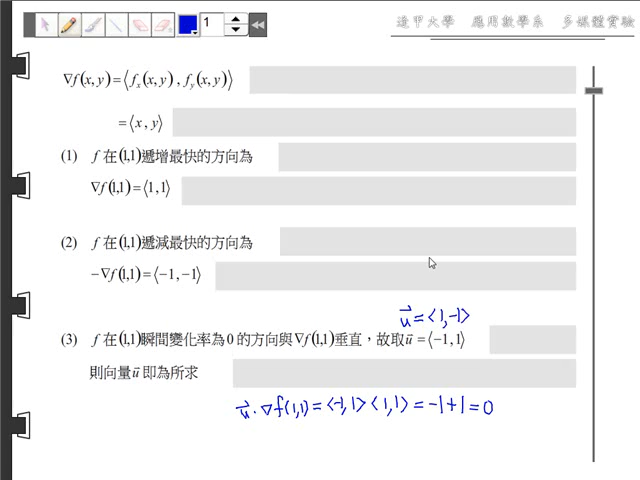 1
逢甲大學 應用數學系 多媒體實驗
∇f(x,y)=⟨fₓ(x,y),f_y(x,y)⟩
=⟨x,y⟩
(1) f 在(1,1)遞增最快的方向為
∇f(1,1)=⟨1,1⟩
(2) f 在(1,1)遞減最快的方向為
−∇f(1,1)=⟨−1,−1⟩
u⃗=⟨1,−1⟩
(3) f 在(1,1)瞬間變化率為0的方向與∇f(1,1)垂直,故取u⃗=⟨−1,1⟩
則向量u⃗即為所求
u⃗·∇f(1,1)=⟨−1,1⟩⟨1,1⟩=−1+1=0